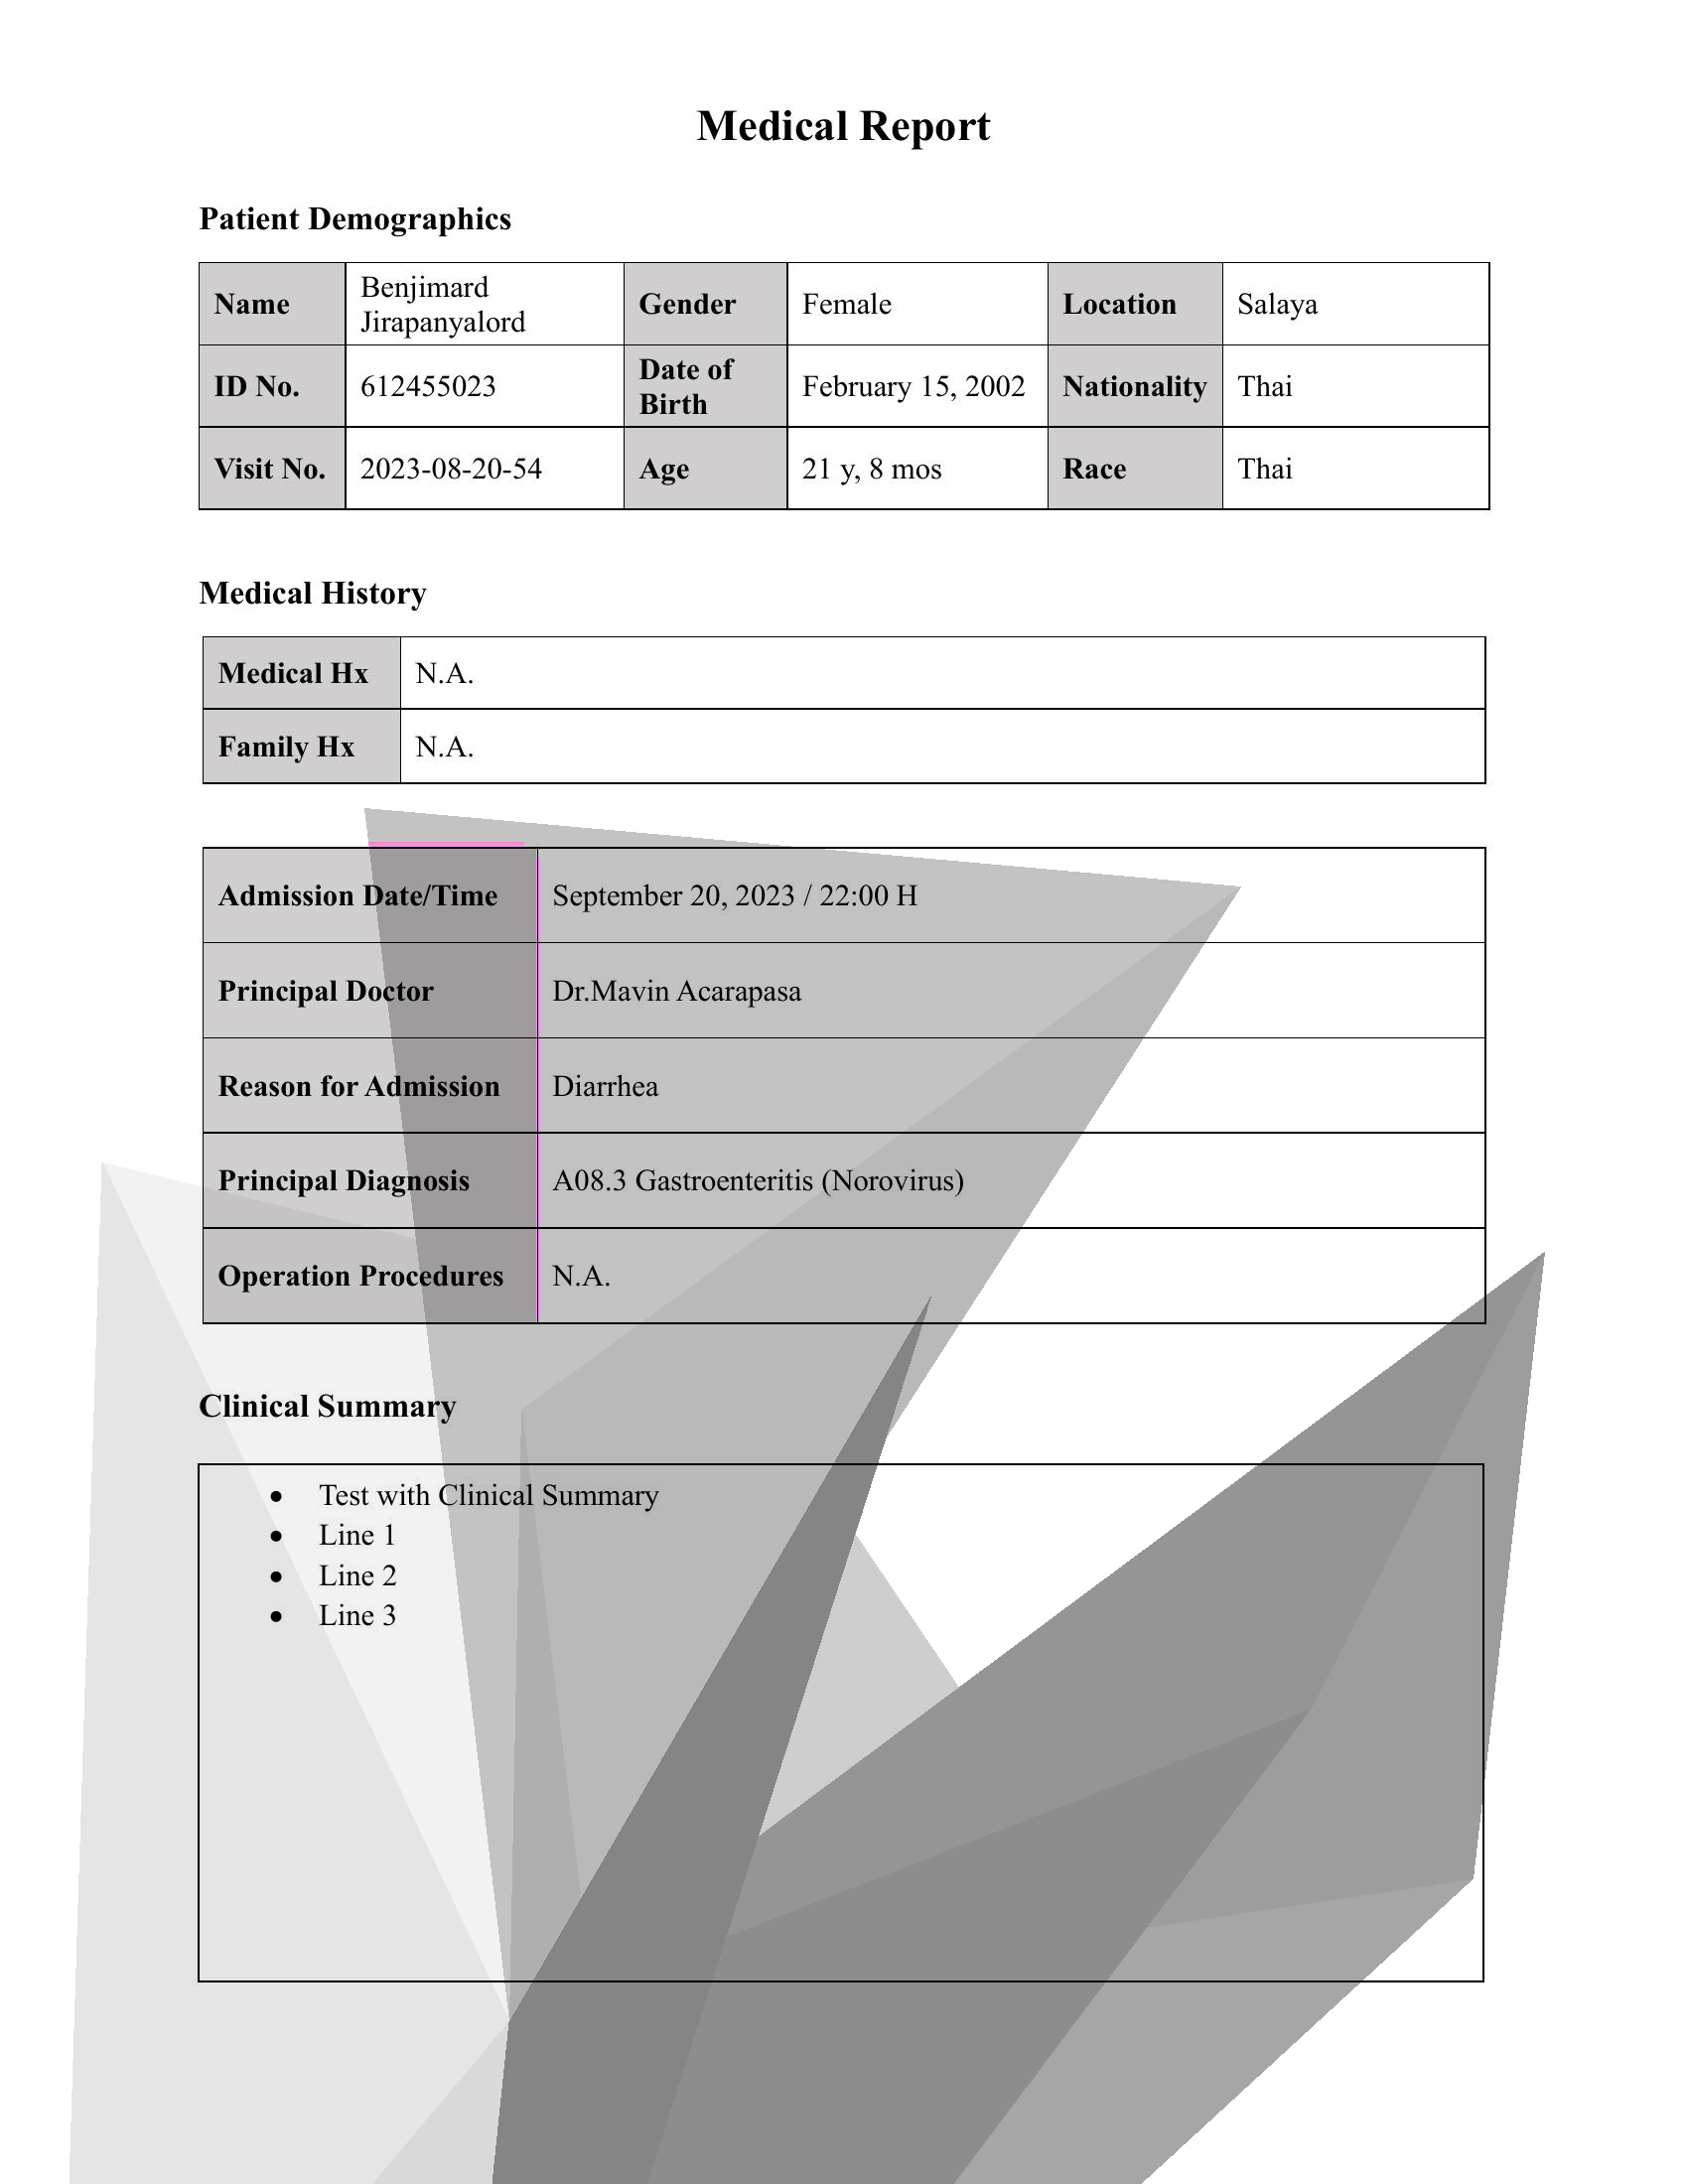 Medical Report
Patient Demographics
Name Benjimard Jirapanyalord Gender Female Location Salaya
ID No. 612455023 Date of Birth February 15, 2002 Nationality Thai
Visit No. 2023-08-20-54 Age 21 y, 8 mos Race Thai
Medical History
Medical Hx N.A.
Family Hx N.A.
Admission Date/Time September 20, 2023 / 22:00 H
Principal Doctor Dr.Mavin Acarapasa
Reason for Admission Diarrhea
Principal Diagnosis A08.3 Gastroenteritis (Norovirus)
Operation Procedures N.A.
Clinical Summary
• Test with Clinical Summary
• Line 1
• Line 2
• Line 3